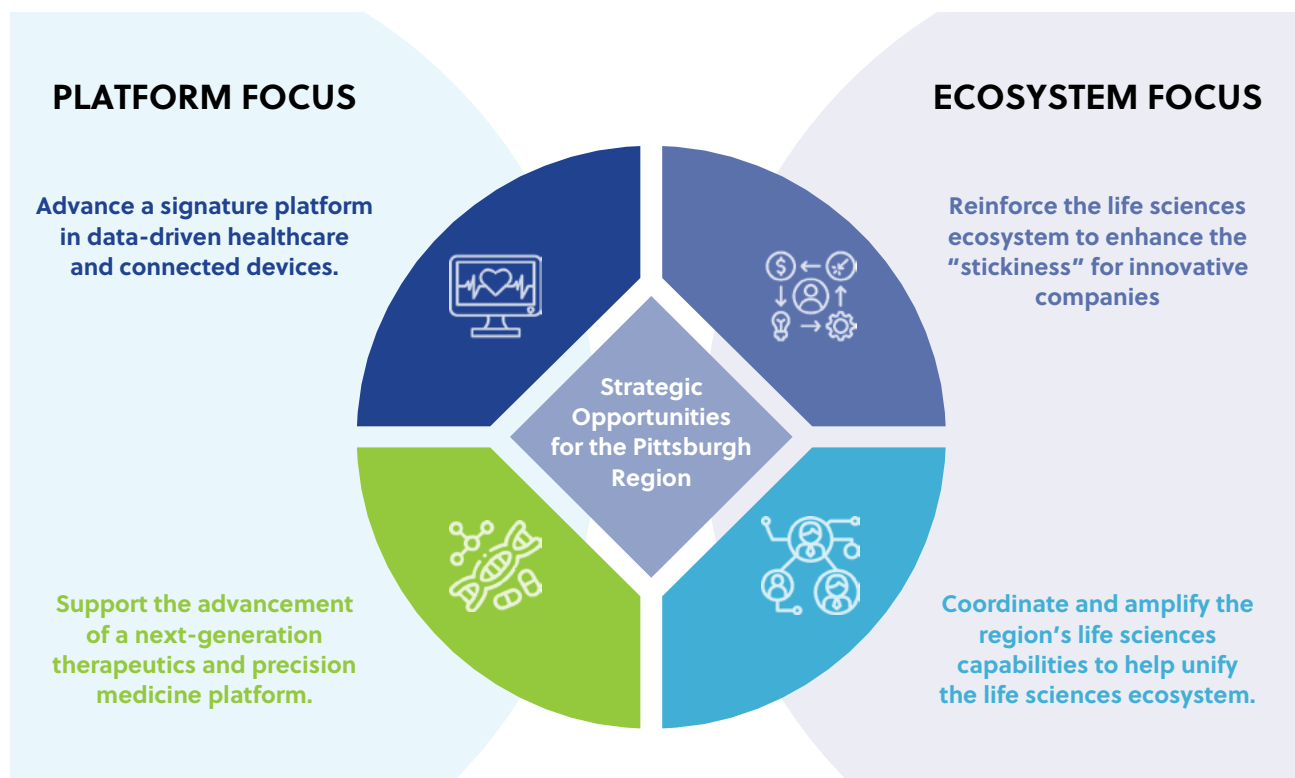 PLATFORM FOCUS
Advance a signature platform
in data-driven healthcare
and connected devices.
Support the advancement
of a next-generation
therapeutics and precision
medicine platform.
Strategic
Opportunities
for the Pittsburgh
Region
$
ECOSYSTEM FOCUS
Reinforce the life sciences
ecosystem to enhance the
“stickiness” for innovative
companies
Coordinate and amplify the
region’s life sciences
capabilities to help unify
the life sciences ecosystem.